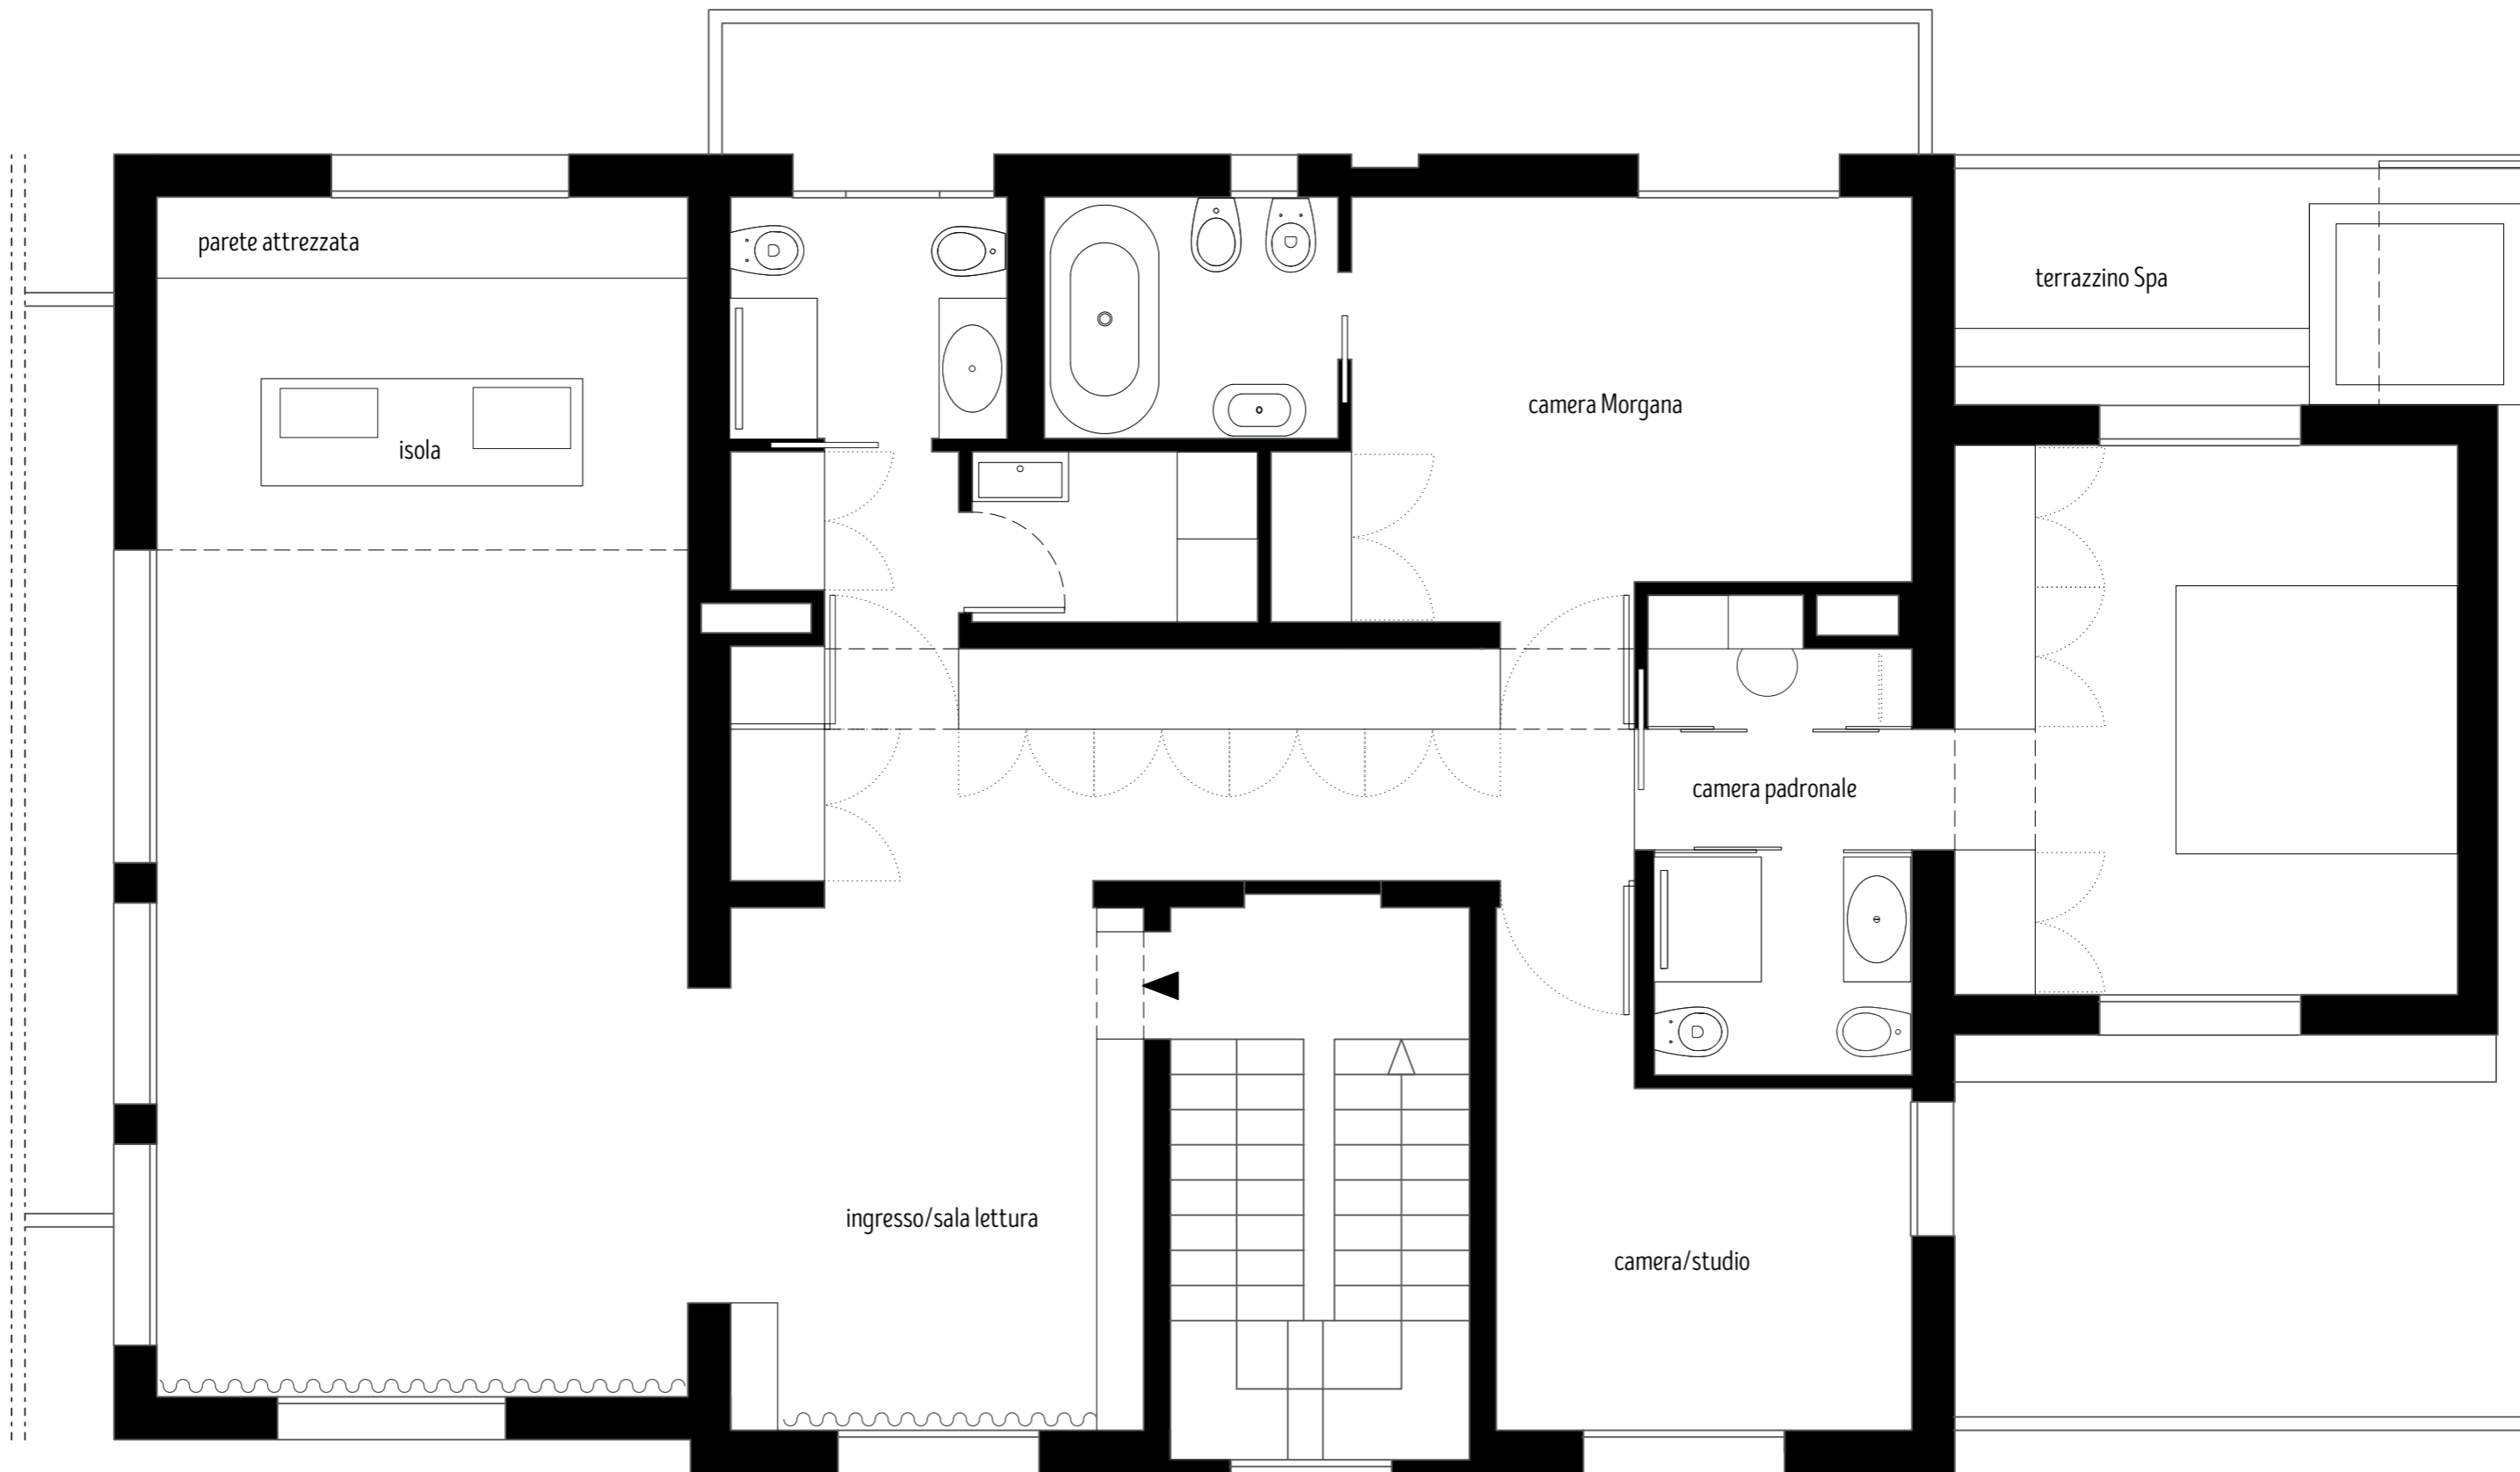 parete attrezzata
terrazzino Spa
camera Morgana
isola
camera padronale
ingresso/sala lettura
camera/studio